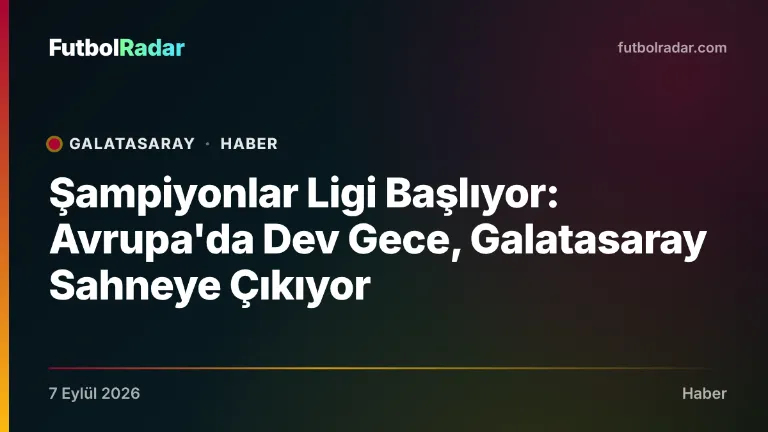 FutbolRadar
futbolradar.com
GALATASARAY · HABER
Şampiyonlar Ligi Başlıyor:
Avrupa'da Dev Gece, Galatasaray
Sahneye Çıkıyor
7 Eylül 2026
Haber